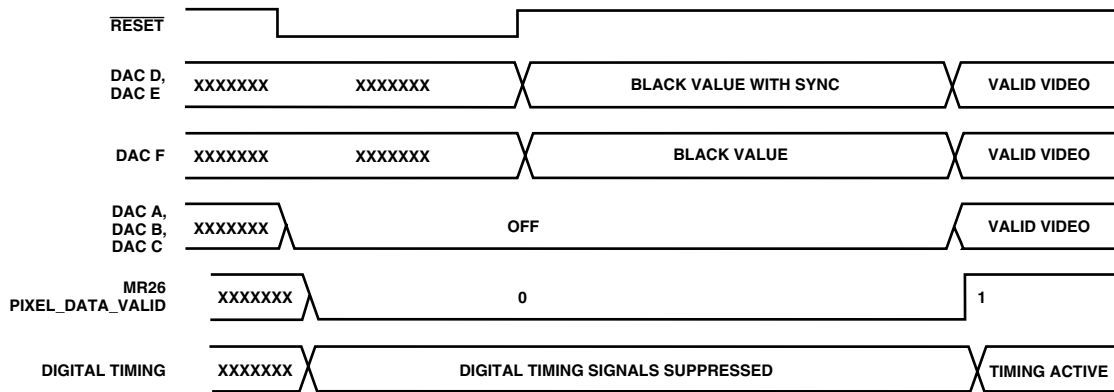 RESET
DAC D,
DAC E
XXXXXXX XXXXXXX BLACK VALUE WITH SYNC VALID VIDEO
DAC F XXXXXXX XXXXXXX BLACK VALUE VALID VIDEO
DAC A,
DAC B,
DAC C
XXXXXXX OFF VALID VIDEO
MR26
PIXEL_DATA_VALID
XXXXXXX 0 1
DIGITAL TIMING XXXXXXX DIGITAL TIMING SIGNALS SUPPRESSED TIMING ACTIVE